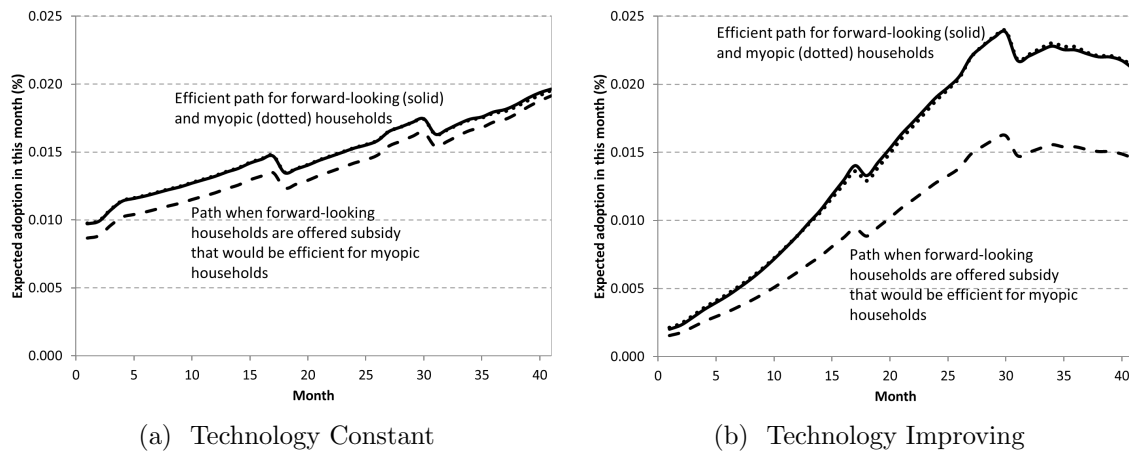 0.025
0.020
0.015
0.010
0.005
0.000
Expected adoption in this month (%)
Efficient path for forward-looking (solid)
and myopic (dotted) households
Path when forward-looking
households are offered subsidy
that would be efficient for myopic
households
0 5 10 15 20 25 30 35 40
Month
(a) Technology Constant
0.025
0.020
0.015
0.010
0.005
0.000
Expected adoption in this month (%)
Efficient path for forward-looking (solid)
and myopic (dotted) households
Path when forward-looking
households are offered subsidy
that would be efficient for myopic
households
0 5 10 15 20 25 30 35 40
Month
(b) Technology Improving